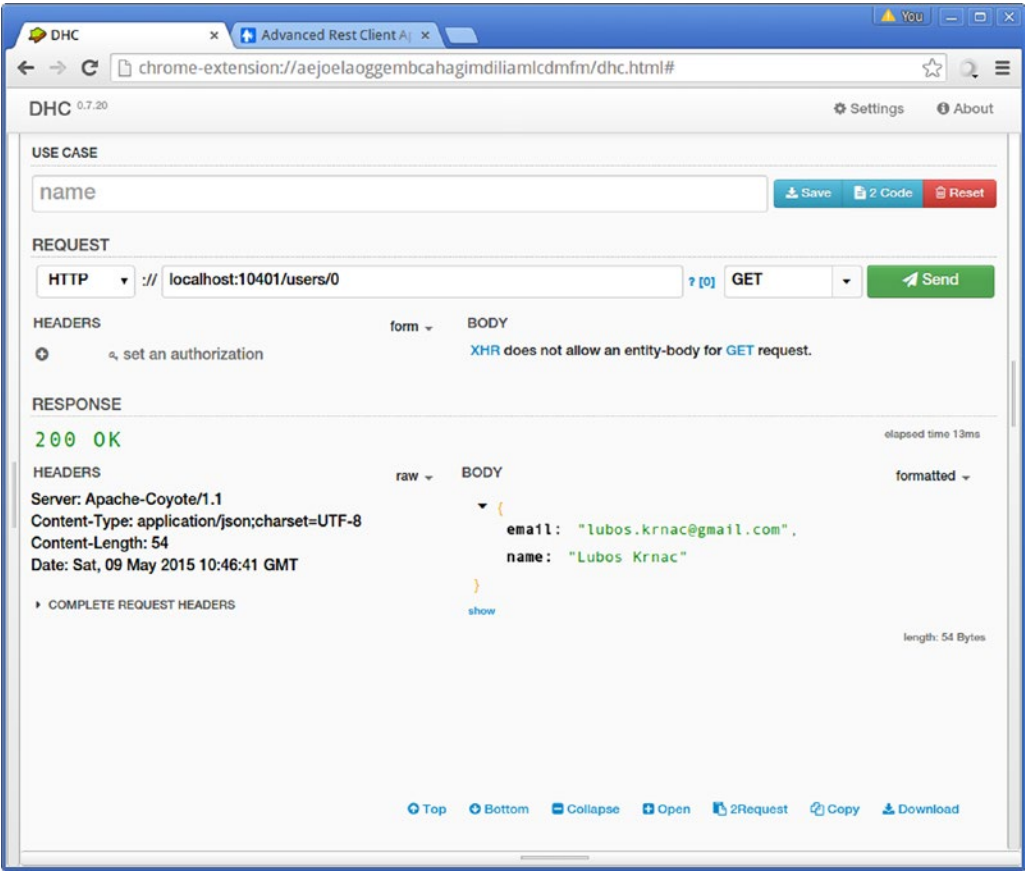 You
DHC
Advanced Rest Client A
chrome-extension://aejoelaoggembcahagimdiliamlcdmfm/dhc.html#
DHC 0.7.20 Settings About
USE CASE
name Save 2 Code Reset
REQUEST
HTTP :// localhost:10401/users/0 ? [0] GET Send
HEADERS form BODY
set an authorization XHR does not allow an entity-body for GET request.
RESPONSE
200 OK elapsed time 13ms
HEADERS raw BODY formatted
Server: Apache-Coyote/1.1
Content-Type: application/json;charset=UTF-8
Content-Length: 54
Date: Sat, 09 May 2015 10:46:41 GMT
COMPLETE REQUEST HEADERS
{
email: "lubos.krnac@gmail.com",
name: "Lubos Krnac"
}
show
length: 54 Bytes
Top Bottom Collapse Open 2Request Copy Download